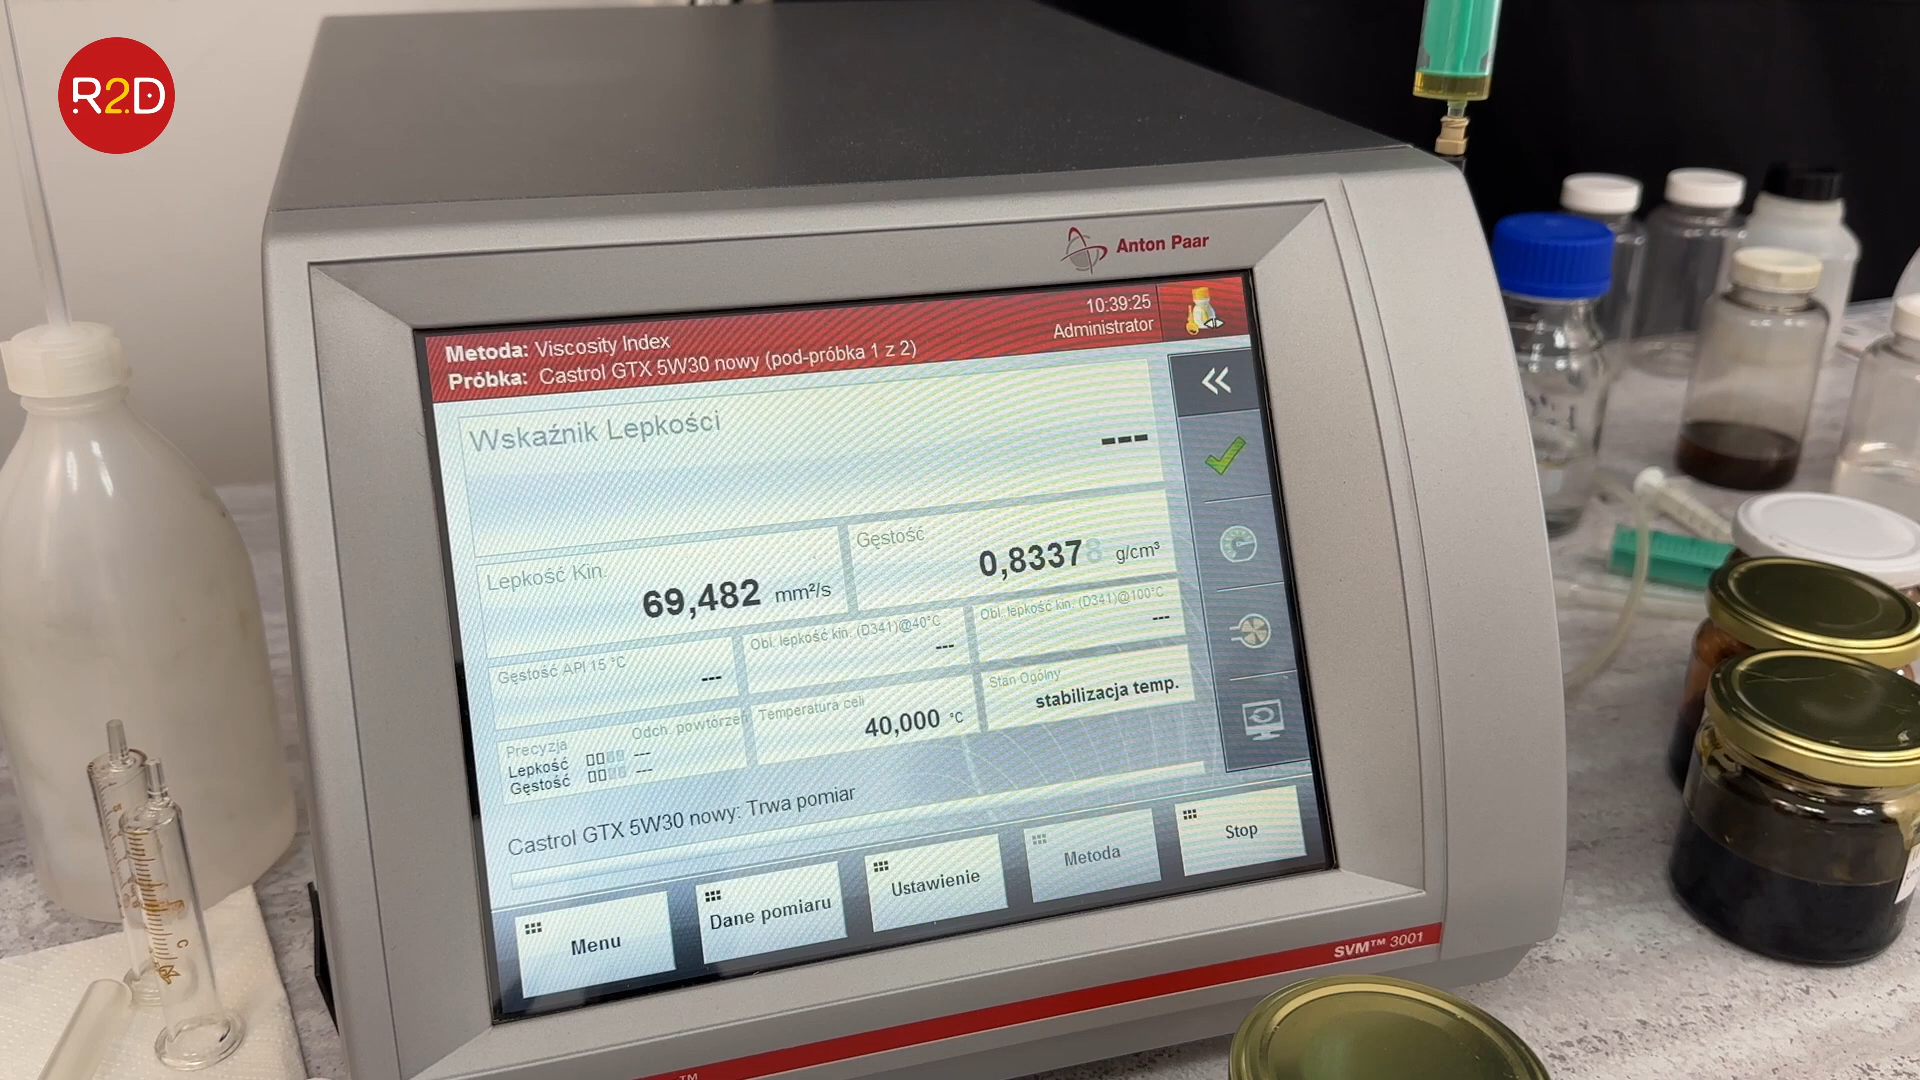 R2D
Anton Paar
10:39:25
Administrator
Metoda: Viscosity Index
Próbka: Castrol GTX 5W30 nowy (pod-próbka 1 z 2)
Wskaźnik Lepkości
---
Lepkość Kin.
69,482 mm²/s
Gęstość
0,83378 g/cm³
Gęstość API 15 °C
---
Obl. lepkość kin. (D341)@40°C
---
Obl. lepkość kin. (D341)@100°C
---
Precyzja
Odch. powtórzeń
Lepkość ---
Gęstość ---
Temperatura celi
40,000 °C
Stan Ogólny
stabilizacja temp.
Castrol GTX 5W30 nowy: Trwa pomiar
Menu
Dane pomiaru
Ustawienie
Metoda
Stop
SVM™ 3001
TM